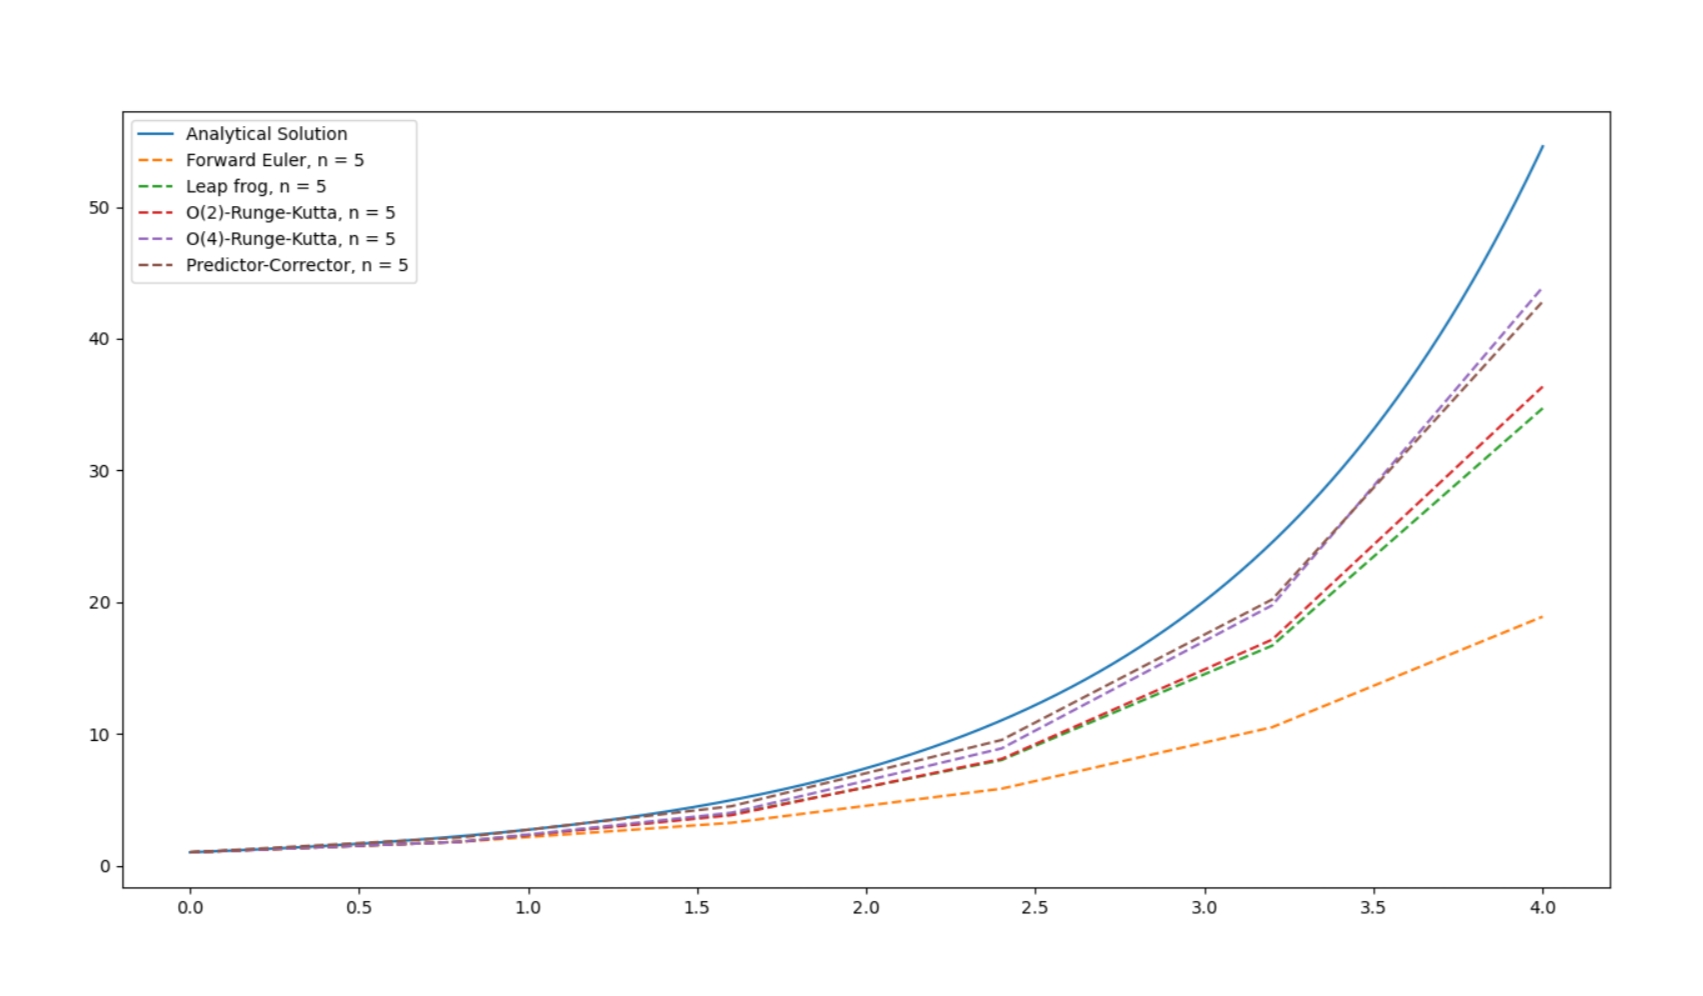 Analytical Solution
Forward Euler, n = 5
Leap frog, n = 5
O(2)-Runge-Kutta, n = 5
O(4)-Runge-Kutta, n = 5
Predictor-Corrector, n = 5
50
40
30
20
10
0
0.0 0.5 1.0 1.5 2.0 2.5 3.0 3.5 4.0